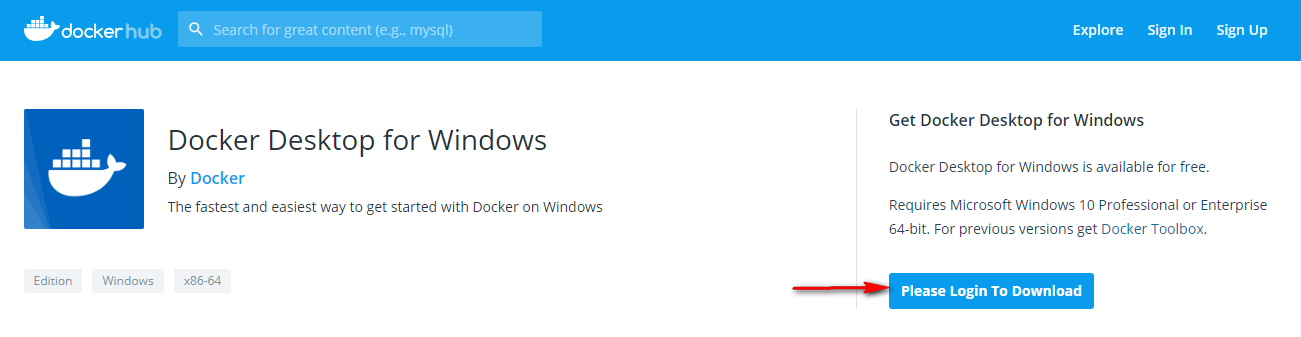 docker hub
Search for great content (e.g., mysql)
Explore
Sign In
Sign Up
Docker Desktop for Windows
By Docker
The fastest and easiest way to get started with Docker on Windows
Edition
Windows
x86-64
Get Docker Desktop for Windows
Docker Desktop for Windows is available for free.
Requires Microsoft Windows 10 Professional or Enterprise
64-bit. For previous versions get Docker Toolbox.
Please Login To Download